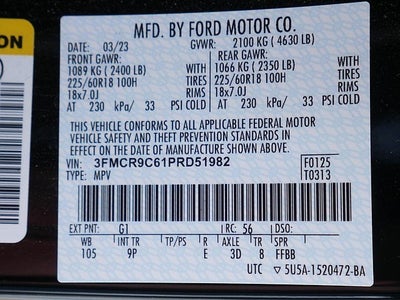 ON
MFD. BY FORD MOTOR CO.
DATE: 03/23 GVWR: 2100 KG ( 4630 LB)
FRONT GAWR: REAR GAWR:
1089 KG ( 2400 LB) WITH 1066 KG ( 2350 LB) WITH
225/60R18 100H TIRES 225/60R18 100H TIRES
18x7.0J RIMS 18x7.0J RIMS
AT 230 kPa/ 33 PSI COLD AT 230 kPa/ 33 PSI COLD
THIS VEHICLE CONFORMS TO ALL APPLICABLE FEDERAL MOTOR
VEHICLE SAFETY AND THEFT PREVENTION STANDARDS IN
EFFECT ON THE DATE OF MANUFACTURE SHOWN ABOVE.
VIN: 3FMCR9C61PRD51982 F0125
TYPE: MPV T0313
EXT PNT: G1 RC: 56 DSO:
WB INT TR TP/PS R AXLE TR SPR
105 9P E 3D 8 FFBB
UTC 5U5A-1520472-BA